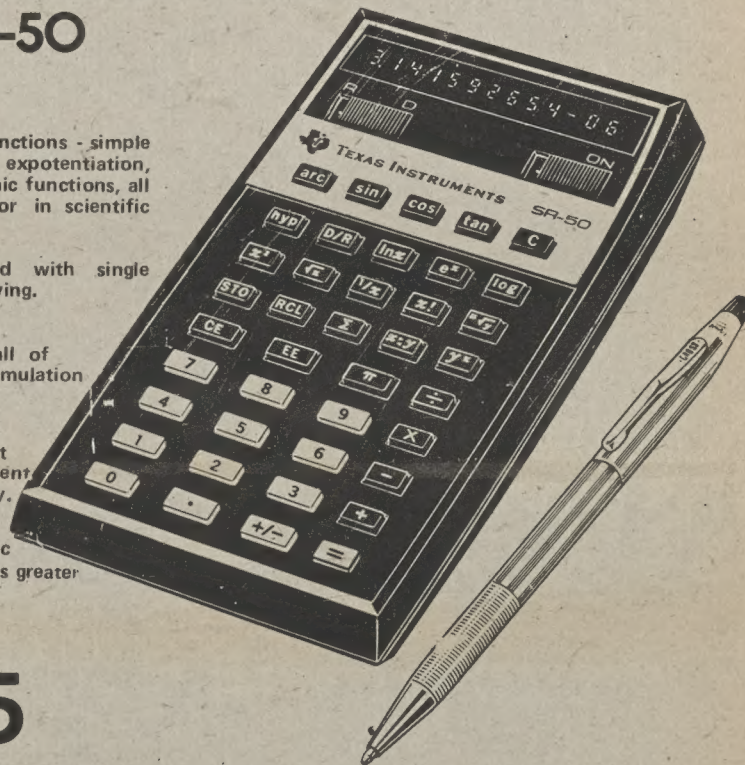 -50
nctions - simple
expotentiation,
nic functions, all
or in scientific
d with single
ving.
all of
mulation
t
ent
y.
c
s greater
5
3.141592654-06
R D
ON
TEXAS INSTRUMENTS
SR-50
arc sin cos tan C
hyp D/R lnx eˣ log
x² √x 1/x x! ˣ√y
STO RCL Σ x:y yˣ
CE EE π ÷
7 8 9 X
4 5 6 −
1 2 3 +
0 . +/- =